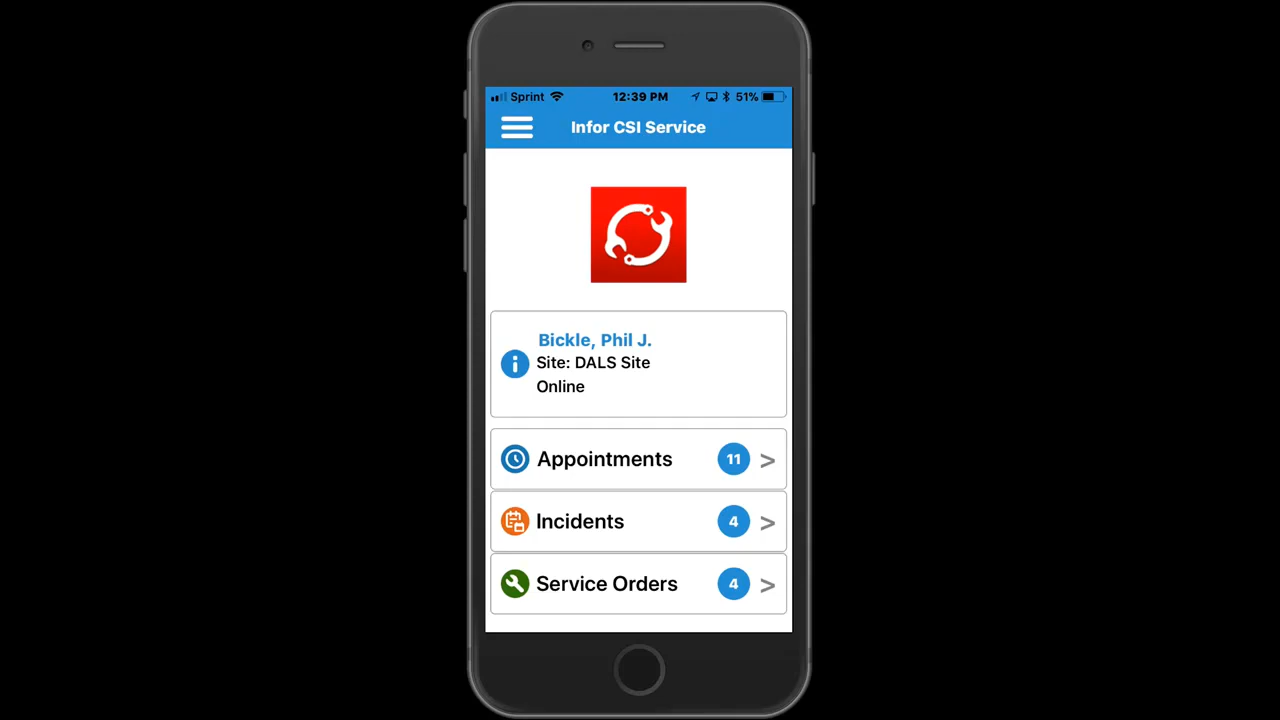 Sprint 12:39 PM 51%
Infor CSI Service
Bickle, Phil J.
Site: DALS Site
Online
Appointments 11 >
Incidents 4 >
Service Orders 4 >